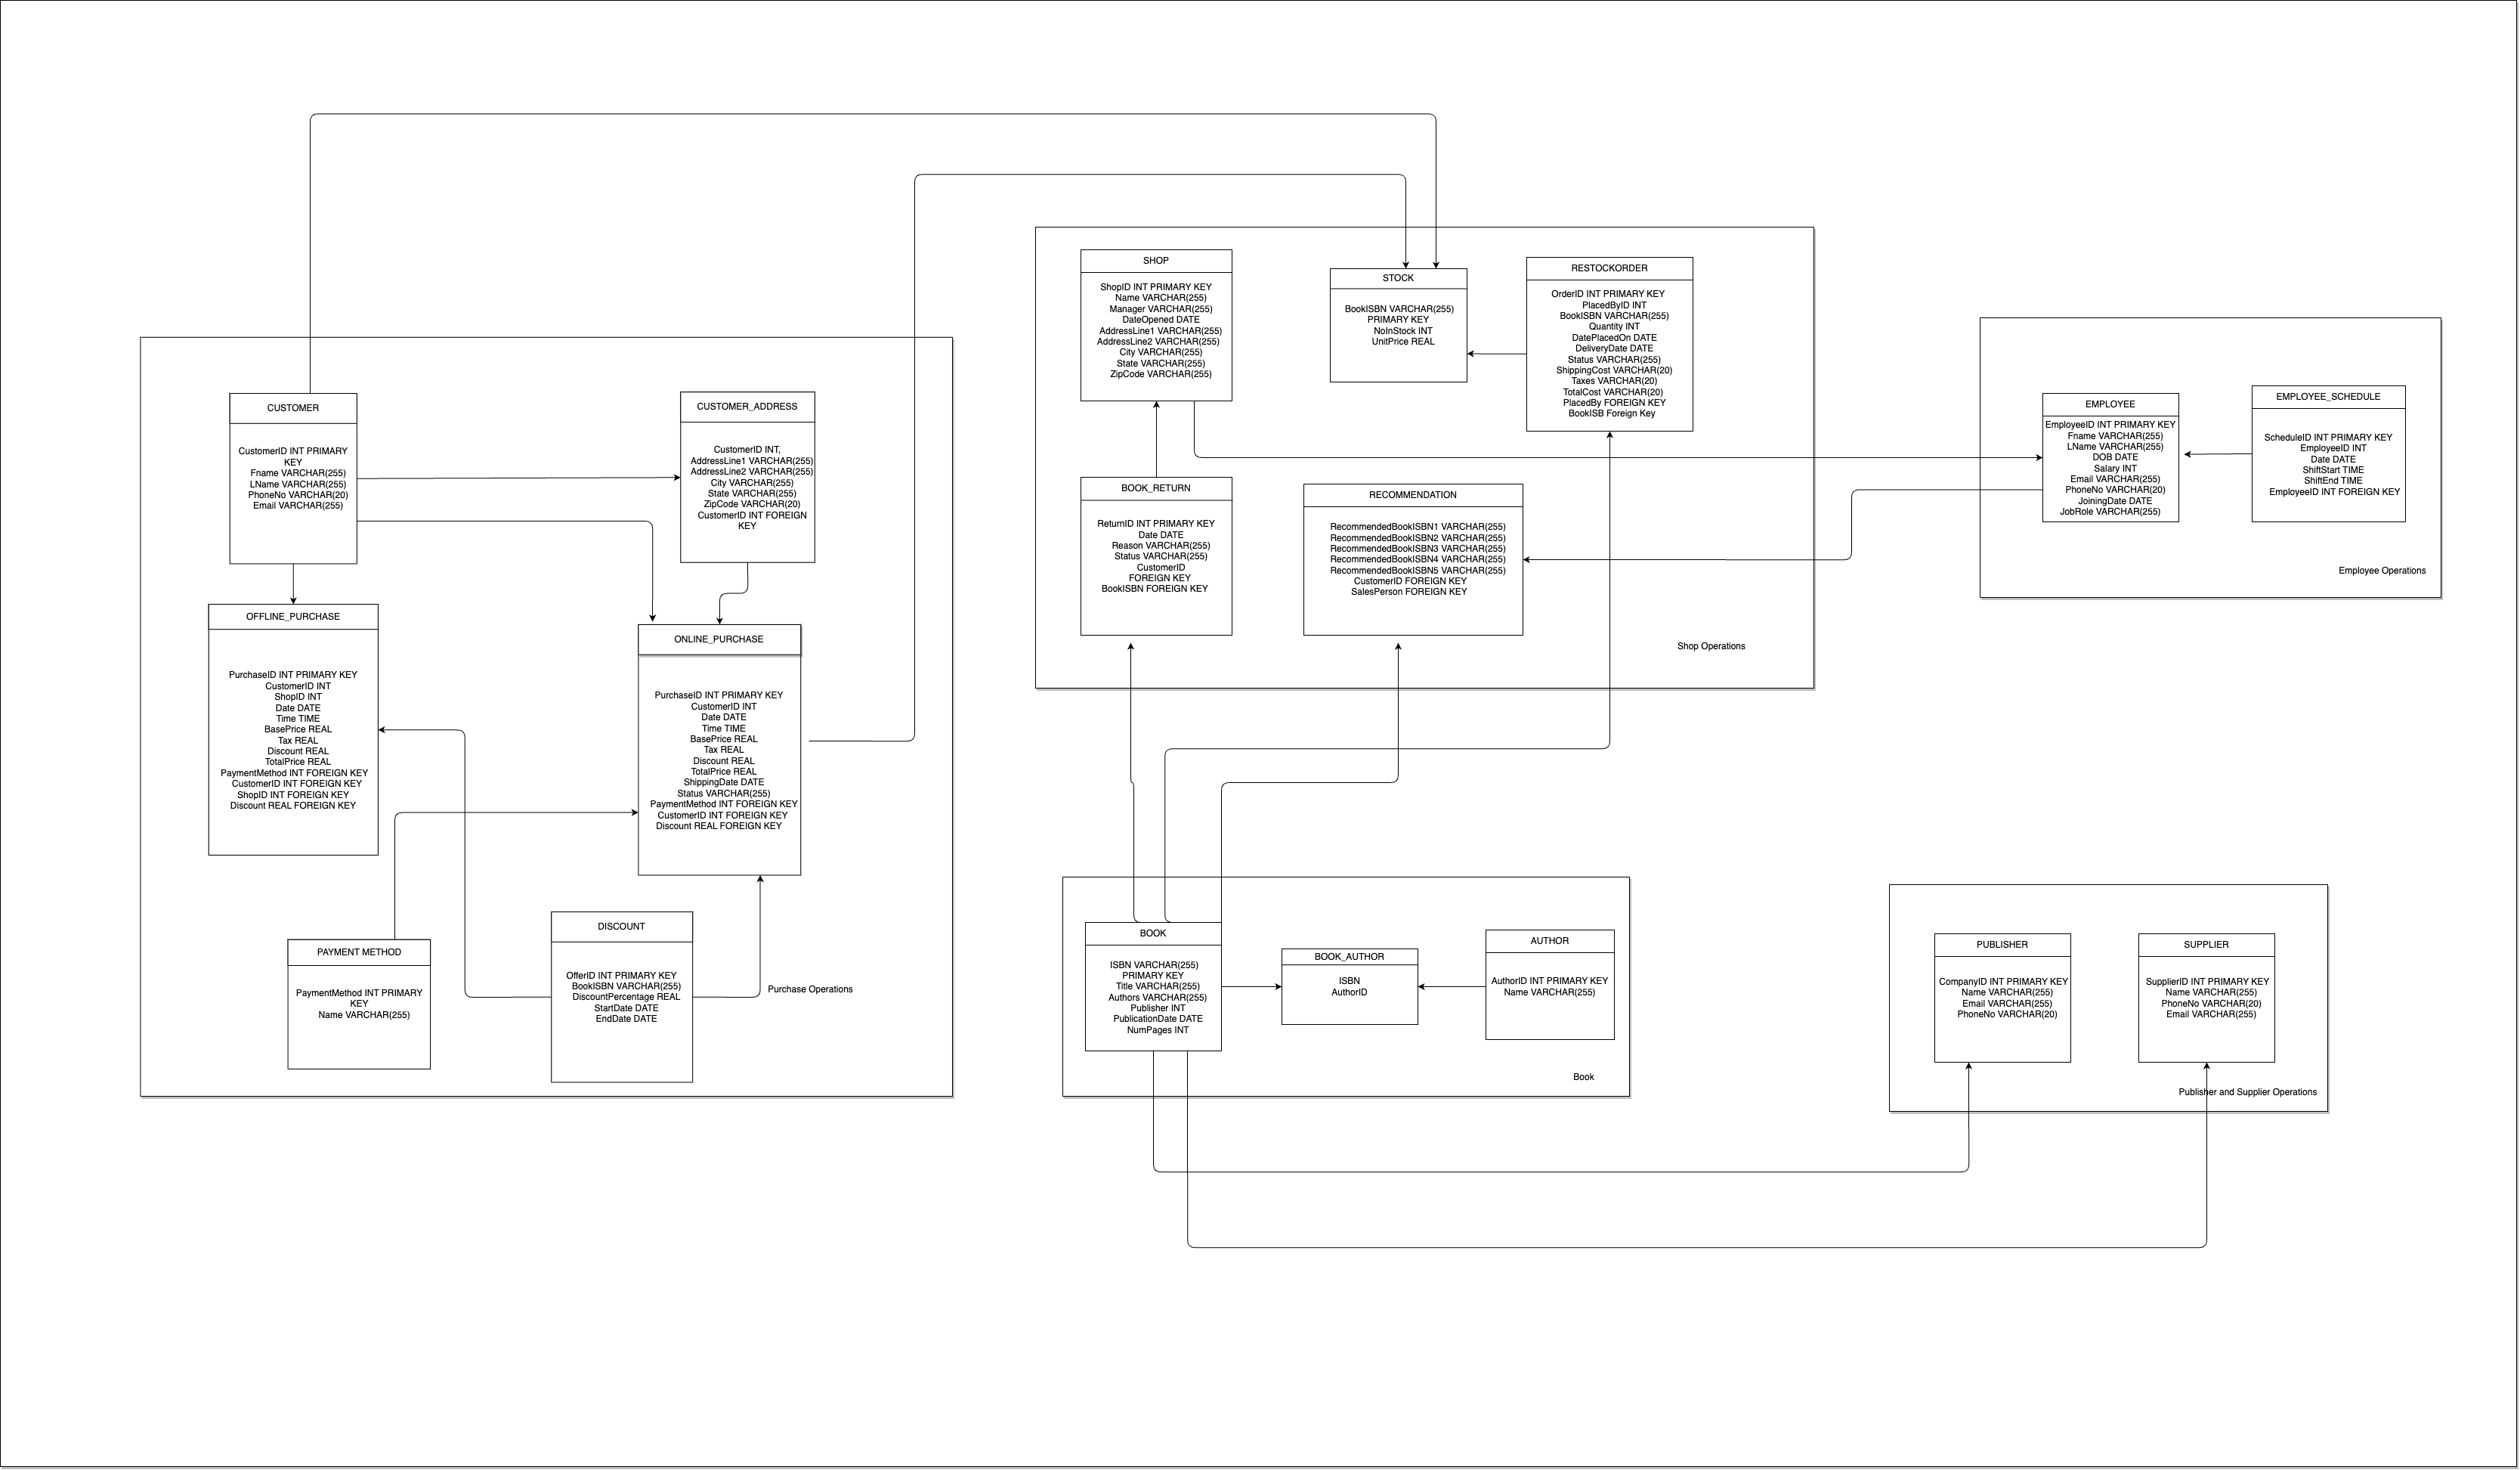 CUSTOMER
CustomerID INT PRIMARY
KEY
Fname VARCHAR(255)
LName VARCHAR(255)
PhoneNo VARCHAR(20)
Email VARCHAR(255)
CUSTOMER_ADDRESS
CustomerID INT,
AddressLine1 VARCHAR(255)
AddressLine2 VARCHAR(255)
City VARCHAR(255)
State VARCHAR(255)
ZipCode VARCHAR(20)
CustomerID INT FOREIGN
KEY
OFFLINE_PURCHASE
PurchaseID INT PRIMARY KEY
CustomerID INT
ShopID INT
Date DATE
Time TIME
BasePrice REAL
Tax REAL
Discount REAL
TotalPrice REAL
PaymentMethod INT FOREIGN KEY
CustomerID INT FOREIGN KEY
ShopID INT FOREIGN KEY
Discount REAL FOREIGN KEY
ONLINE_PURCHASE
PurchaseID INT PRIMARY KEY
CustomerID INT
Date DATE
Time TIME
BasePrice REAL
Tax REAL
Discount REAL
TotalPrice REAL
ShippingDate DATE
Status VARCHAR(255)
PaymentMethod INT FOREIGN KEY
CustomerID INT FOREIGN KEY
Discount REAL FOREIGN KEY
PAYMENT METHOD
PaymentMethod INT PRIMARY
KEY
Name VARCHAR(255)
DISCOUNT
OfferID INT PRIMARY KEY
BookISBN VARCHAR(255)
DiscountPercentage REAL
StartDate DATE
EndDate DATE
Purchase Operations
SHOP
ShopID INT PRIMARY KEY
Name VARCHAR(255)
Manager VARCHAR(255)
DateOpened DATE
AddressLine1 VARCHAR(255)
AddressLine2 VARCHAR(255)
City VARCHAR(255)
State VARCHAR(255)
ZipCode VARCHAR(255)
STOCK
BookISBN VARCHAR(255)
PRIMARY KEY
NoInStock INT
UnitPrice REAL
RESTOCKORDER
OrderID INT PRIMARY KEY
PlacedByID INT
BookISBN VARCHAR(255)
Quantity INT
DatePlacedOn DATE
DeliveryDate DATE
Status VARCHAR(255)
ShippingCost VARCHAR(20)
Taxes VARCHAR(20)
TotalCost VARCHAR(20)
PlacedBy FOREIGN KEY
BookISB Foreign Key
BOOK_RETURN
ReturnID INT PRIMARY KEY
Date DATE
Reason VARCHAR(255)
Status VARCHAR(255)
CustomerID
FOREIGN KEY
BookISBN FOREIGN KEY
RECOMMENDATION
RecommendedBookISBN1 VARCHAR(255)
RecommendedBookISBN2 VARCHAR(255)
RecommendedBookISBN3 VARCHAR(255)
RecommendedBookISBN4 VARCHAR(255)
RecommendedBookISBN5 VARCHAR(255)
CustomerID FOREIGN KEY
SalesPerson FOREIGN KEY
Shop Operations
EMPLOYEE
EmployeeID INT PRIMARY KEY
Fname VARCHAR(255)
LName VARCHAR(255)
DOB DATE
Salary INT
Email VARCHAR(255)
PhoneNo VARCHAR(20)
JoiningDate DATE
JobRole VARCHAR(255)
EMPLOYEE_SCHEDULE
ScheduleID INT PRIMARY KEY
EmployeeID INT
Date DATE
ShiftStart TIME
ShiftEnd TIME
EmployeeID INT FOREIGN KEY
Employee Operations
BOOK
ISBN VARCHAR(255)
PRIMARY KEY
Title VARCHAR(255)
Authors VARCHAR(255)
Publisher INT
PublicationDate DATE
NumPages INT
BOOK_AUTHOR
ISBN
AuthorID
AUTHOR
AuthorID INT PRIMARY KEY
Name VARCHAR(255)
Book
PUBLISHER
CompanyID INT PRIMARY KEY
Name VARCHAR(255)
Email VARCHAR(255)
PhoneNo VARCHAR(20)
SUPPLIER
SupplierID INT PRIMARY KEY
Name VARCHAR(255)
PhoneNo VARCHAR(20)
Email VARCHAR(255)
Publisher and Supplier Operations